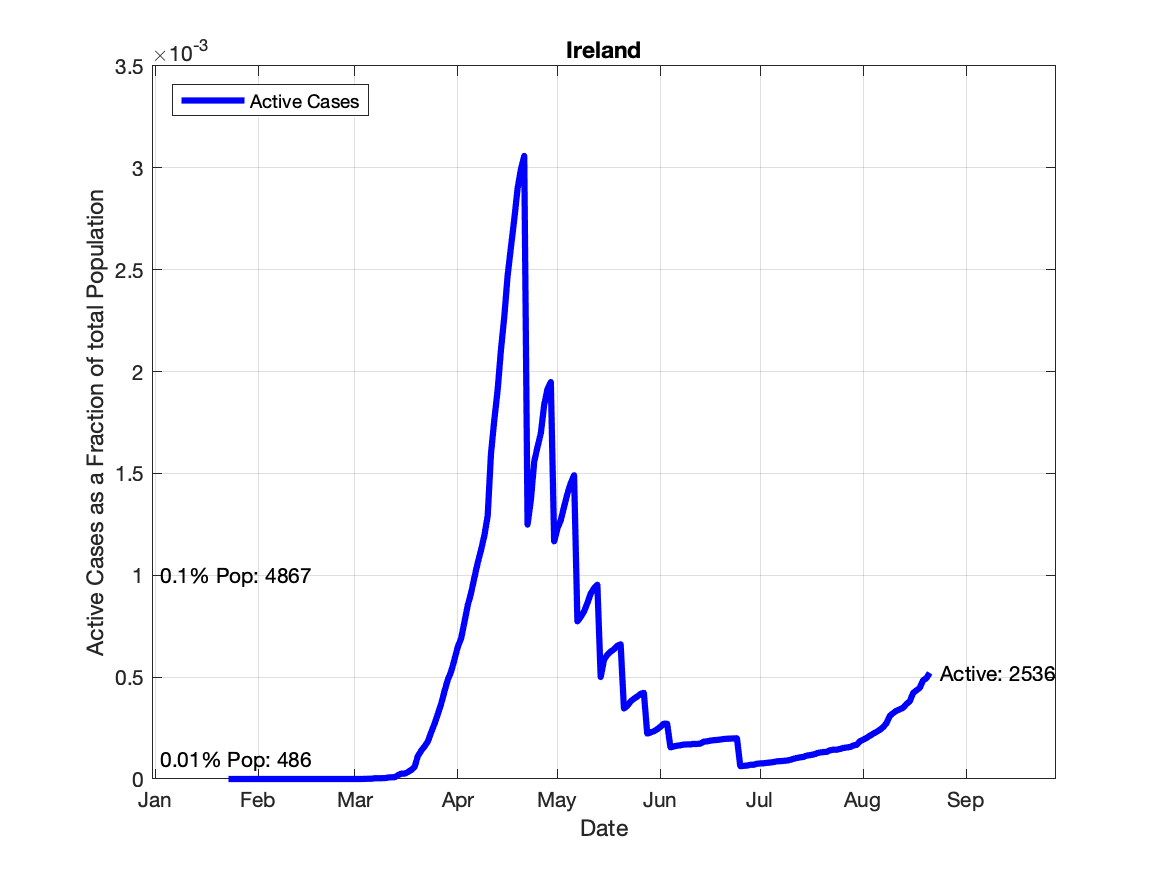 Ireland
×10-3
3.5
3
2.5
2
1.5
1
0.5
0
Active Cases as a Fraction of total Population
Active Cases
0.1% Pop: 4867
0.01% Pop: 486
Active: 2536
Jan Feb Mar Apr May Jun Jul Aug Sep
Date